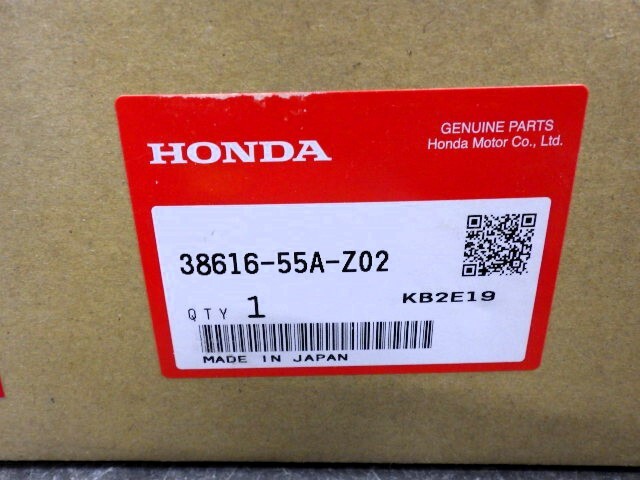 HONDA
GENUINE PARTS
Honda Motor Co., Ltd.
38616-55A-Z02
QTY 1
KB2E19
MADE IN JAPAN